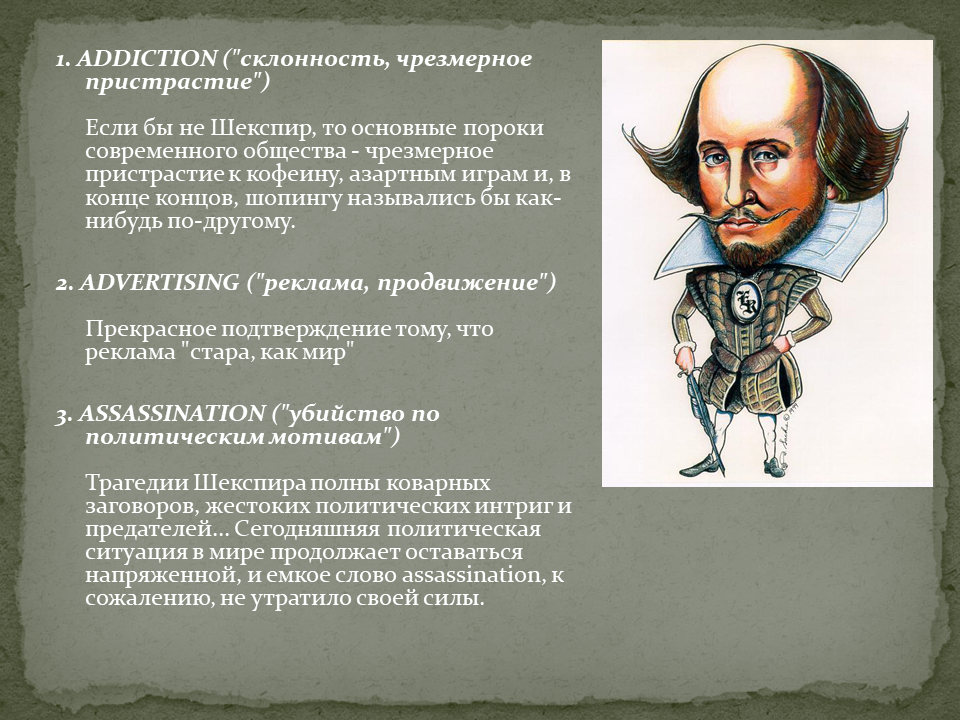 1. ADDICTION ("склонность, чрезмерное
пристрастие")
Если бы не Шекспир, то основные пороки
современного общества - чрезмерное
пристрастие к кофеину, азартным играм и, в
конце концов, шопингу назывались бы как-
нибудь по-другому.
2. ADVERTISING ("реклама, продвижение")
Прекрасное подтверждение тому, что
реклама "стара, как мир"
3. ASSASSINATION ("убийство по
политическим мотивам")
Трагедии Шекспира полны коварных
заговоров, жестоких политических интриг и
предателей... Сегодняшняя политическая
ситуация в мире продолжает оставаться
напряженной, и емкое слово assassination, к
сожалению, не утратило своей силы.